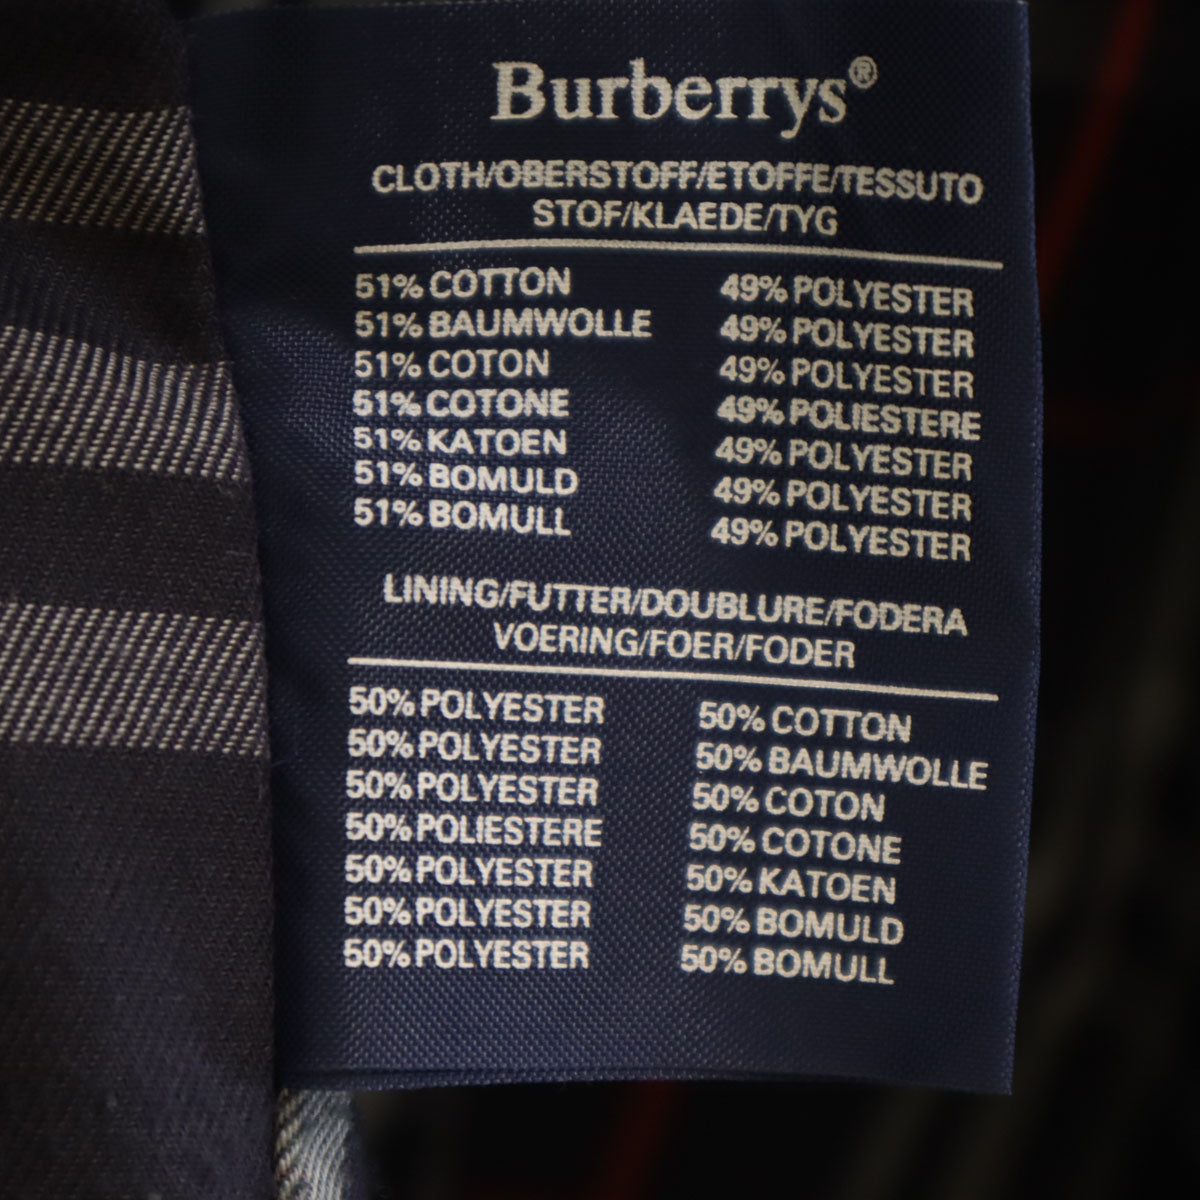 Burberrys®
CLOTH/OBERSTOFF/ETOFFE/TESSUTO
STOF/KLAEDE/TYG
51% COTTON 49% POLYESTER
51% BAUMWOLLE 49% POLYESTER
51% COTON 49% POLYESTER
51% COTONE 49% POLIESTERE
51% KATOEN 49% POLYESTER
51% BOMULD 49% POLYESTER
51% BOMULL 49% POLYESTER
LINING/FUTTER/DOUBLURE/FODERA
VOERING/FOER/FODER
50% POLYESTER 50% COTTON
50% POLYESTER 50% BAUMWOLLE
50% POLYESTER 50% COTON
50% POLIESTERE 50% COTONE
50% POLYESTER 50% KATOEN
50% POLYESTER 50% BOMULD
50% POLYESTER 50% BOMULL